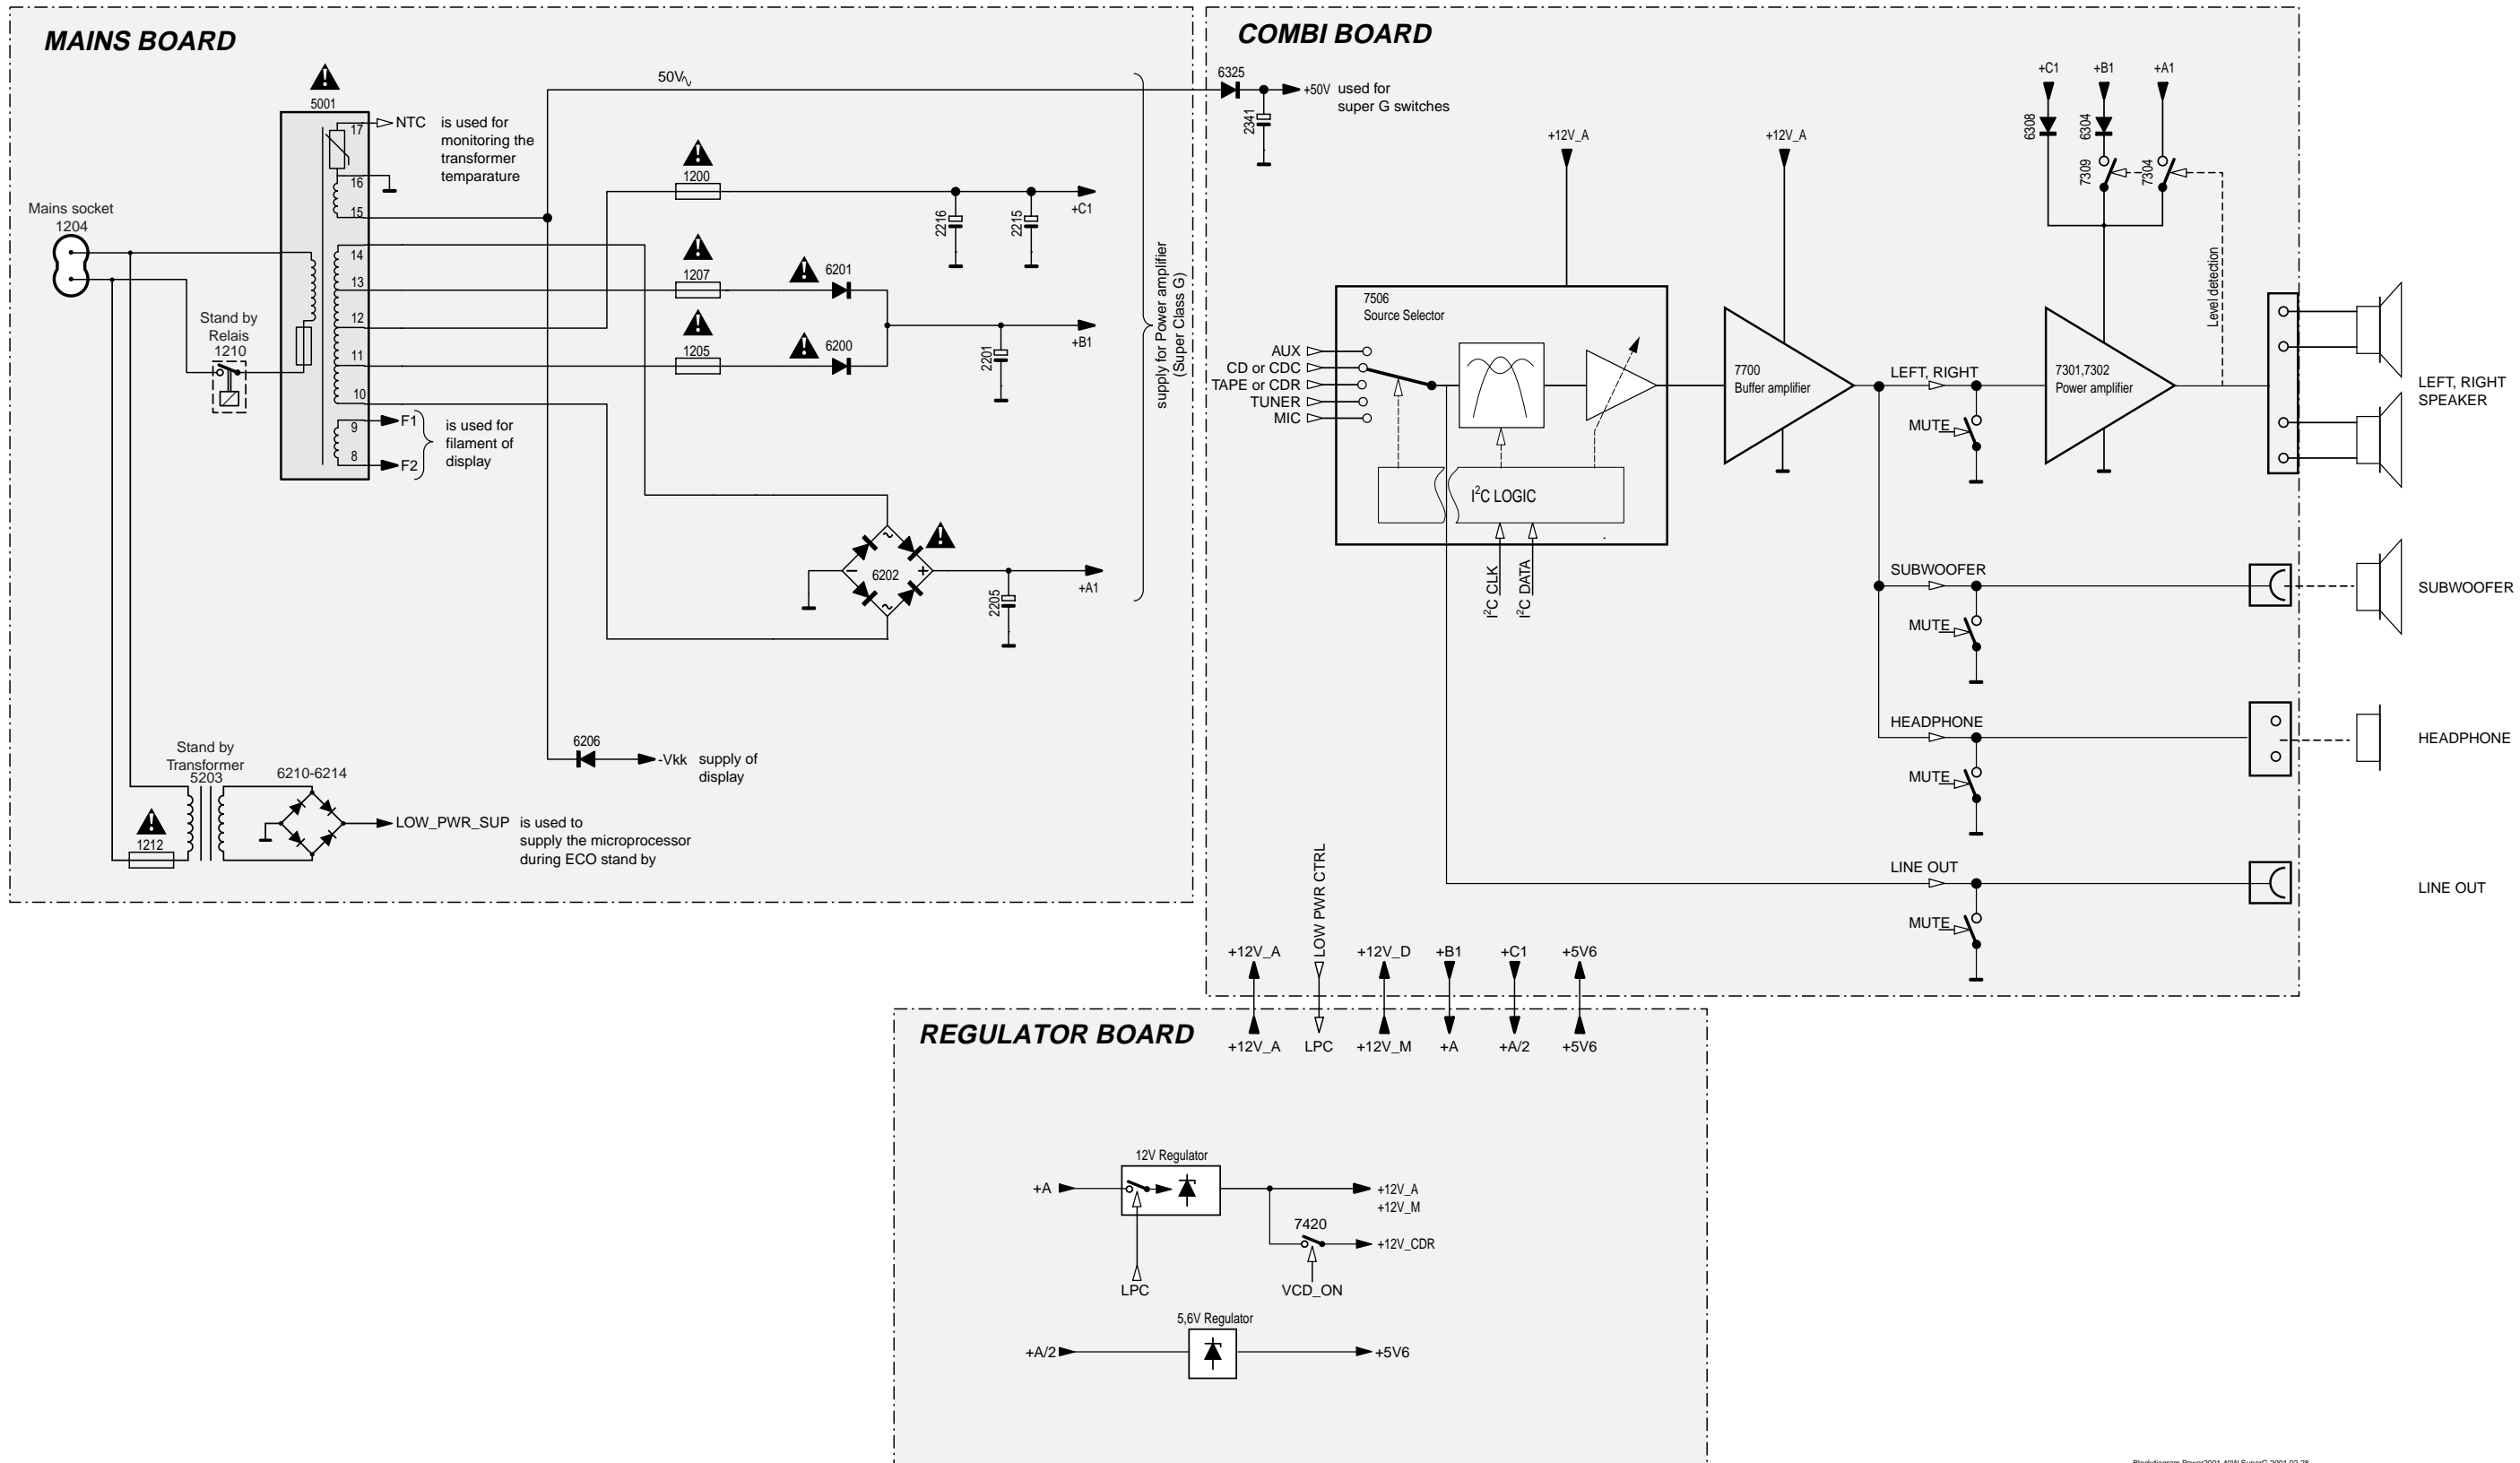 MAINS BOARD
5001
17
NTC
is used for
monitoring the
transformer
temparature
16
15
50V
Mains socket
1204
Stand by
Relais
1210
14
13
12
11
10
9
8
F1
F2
is used for
filament of
display
1200
1207
1205
6201
6200
2216
2215
2201
+C1
+B1
6202
2205
+A1
supply for Power amplifier
(Super Class G)
6206
-Vkk
supply of
display
Stand by
Transformer
5203
6210-6214
1212
LOW_PWR_SUP
is used to
supply the microprocessor
during ECO stand by
COMBI BOARD
6325
2341
+50V
used for
super G switches
+12V_A
+12V_A
+C1
+B1
+A1
6308
6304
7309
7304
Level detection
7506
Source Selector
AUX
CD or CDC
TAPE or CDR
TUNER
MIC
I²C LOGIC
I²C CLK
I²C DATA
7700
Buffer amplifier
LEFT, RIGHT
MUTE
7301,7302
Power amplifier
LEFT, RIGHT
SPEAKER
SUBWOOFER
MUTE
SUBWOOFER
HEADPHONE
MUTE
HEADPHONE
LINE OUT
MUTE
LINE OUT
+12V_A
LOW PWR CTRL
+12V_D
+B1
+C1
+5V6
REGULATOR BOARD
+12V_A
LPC
+12V_M
+A
+A/2
+5V6
12V Regulator
+A
+12V_A
+12V_M
7420
+12V_CDR
LPC
VCD_ON
5,6V Regulator
+A/2
+5V6